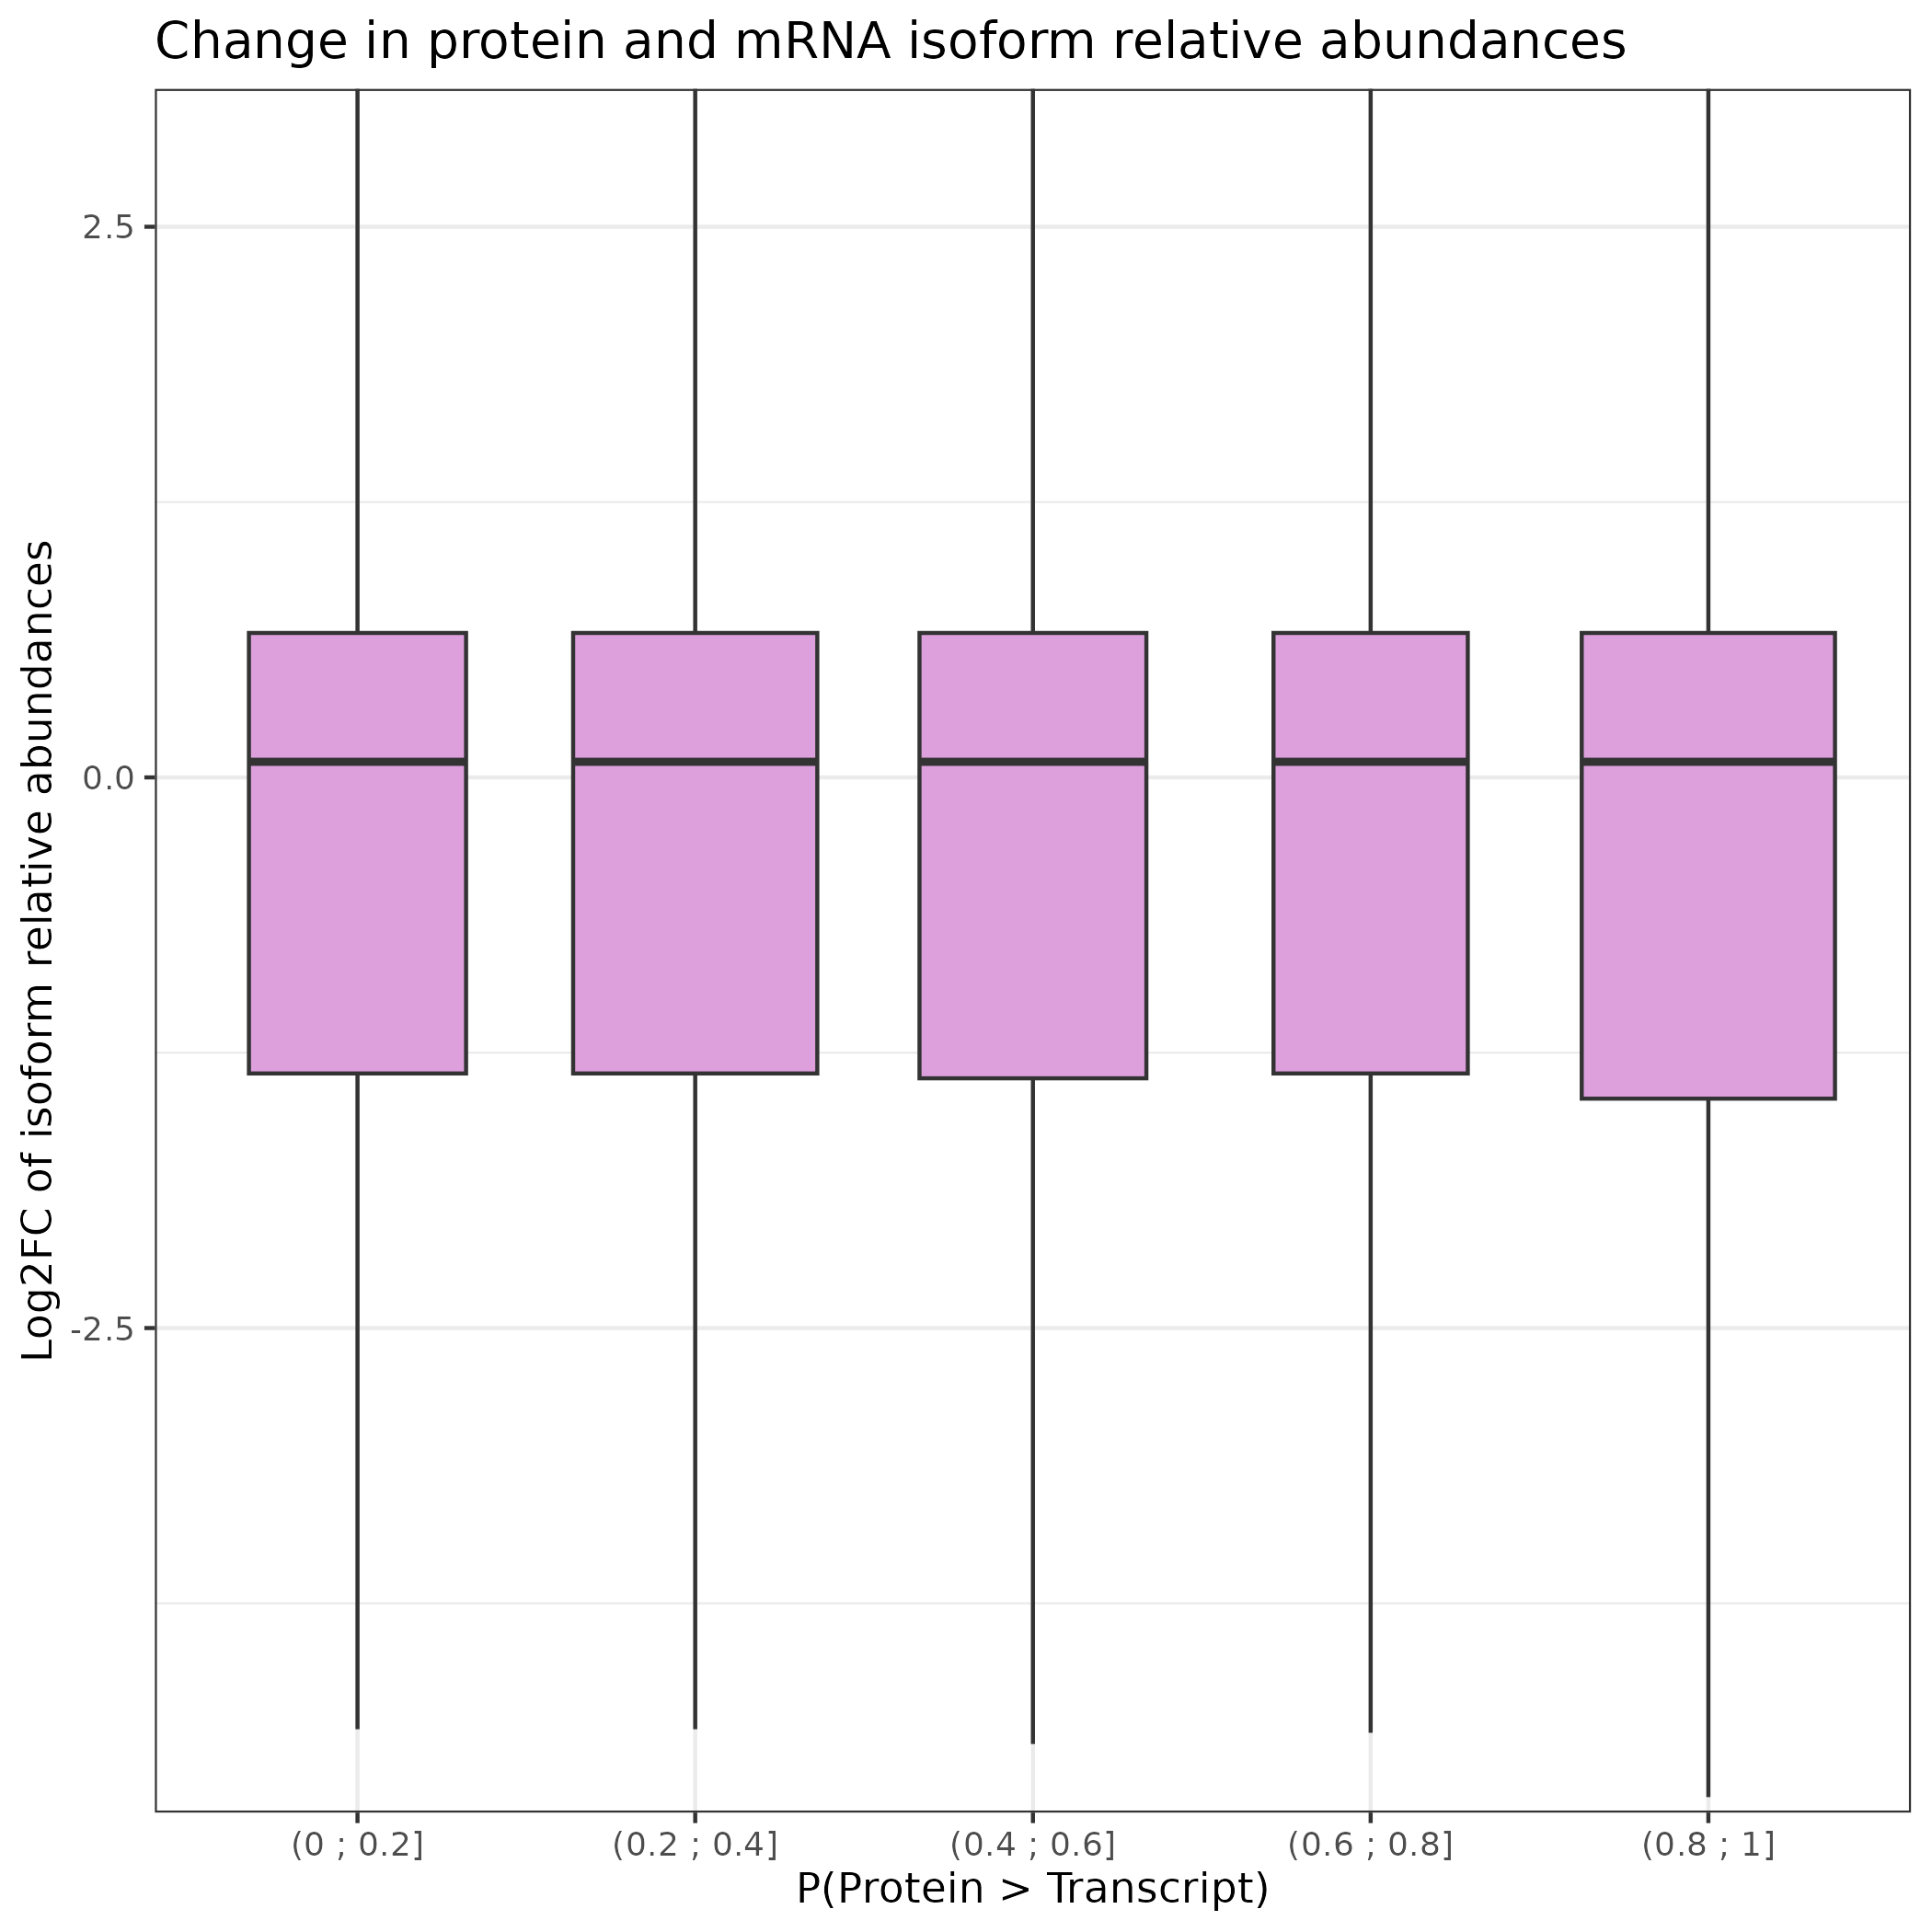 Change in protein and mRNA isoform relative abundances
Log2FC of isoform relative abundances
2.5
0.0
-2.5
(0 ; 0.2]
(0.2 ; 0.4]
(0.4 ; 0.6]
(0.6 ; 0.8]
(0.8 ; 1]
P(Protein > Transcript)